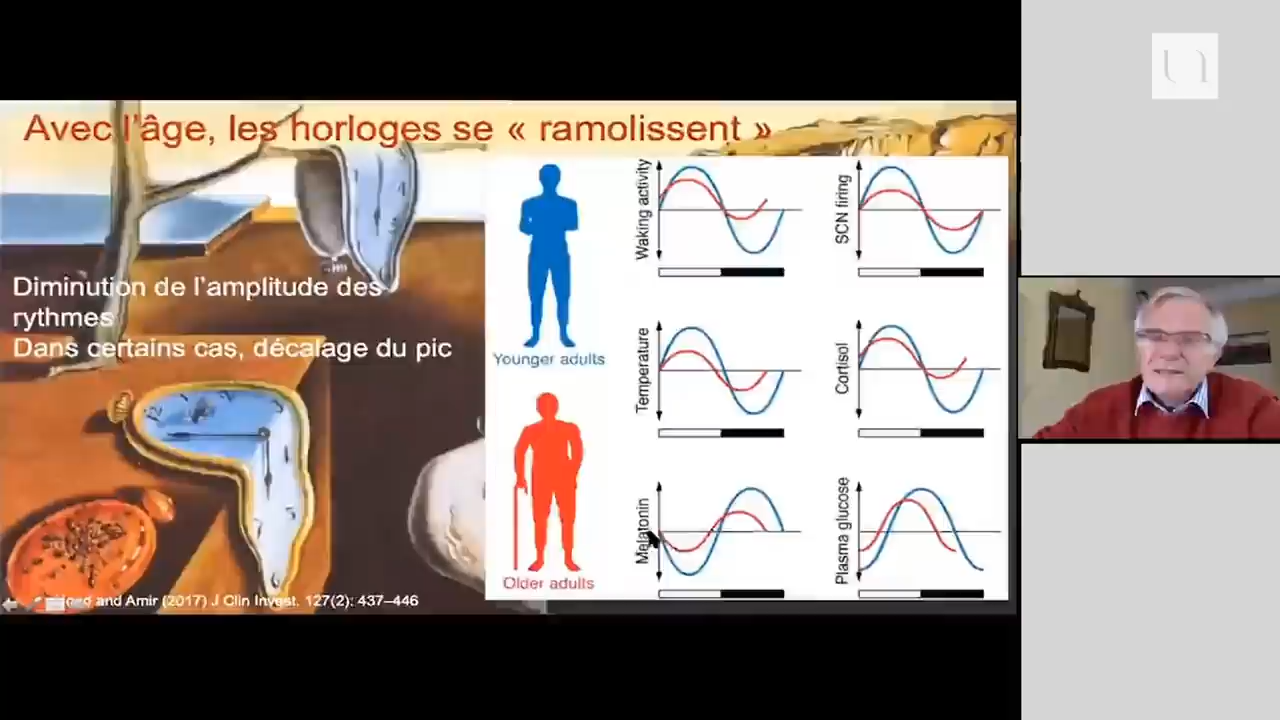 Avec l'âge, les horloges se « ramolissent »
Diminution de l'amplitude des
rythmes
Dans certains cas, décalage du pic
Younger adults
Older adults
Waking activity
SCN firing
Temperature
Cortisol
Melatonin
Plasma glucose
and Amir (2017) J Clin Invest. 127(2): 437–446